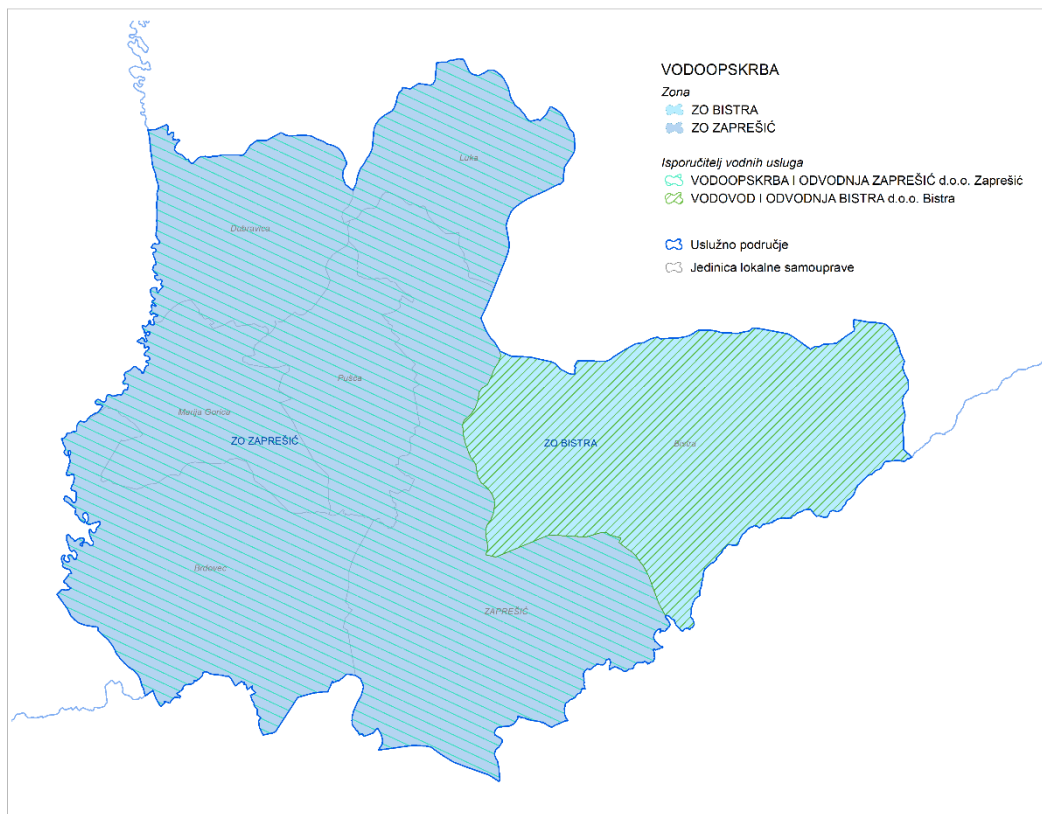 VODOOPSKRBA
Zona
ZO BISTRA
ZO ZAPREŠIĆ
Isporučitelj vodnih usluga
VODOOPSKRBA I ODVODNJA ZAPREŠIĆ d.o.o. Zaprešić
VODOVOD I ODVODNJA BISTRA d.o.o. Bistra
Uslužno područje
Jedinica lokalne samouprave
Luka
Dobravica
Pušća
Marija Gorica
ZO ZAPREŠIĆ
ZO BISTRA
Bistra
Brdovec
ZAPREŠIĆ